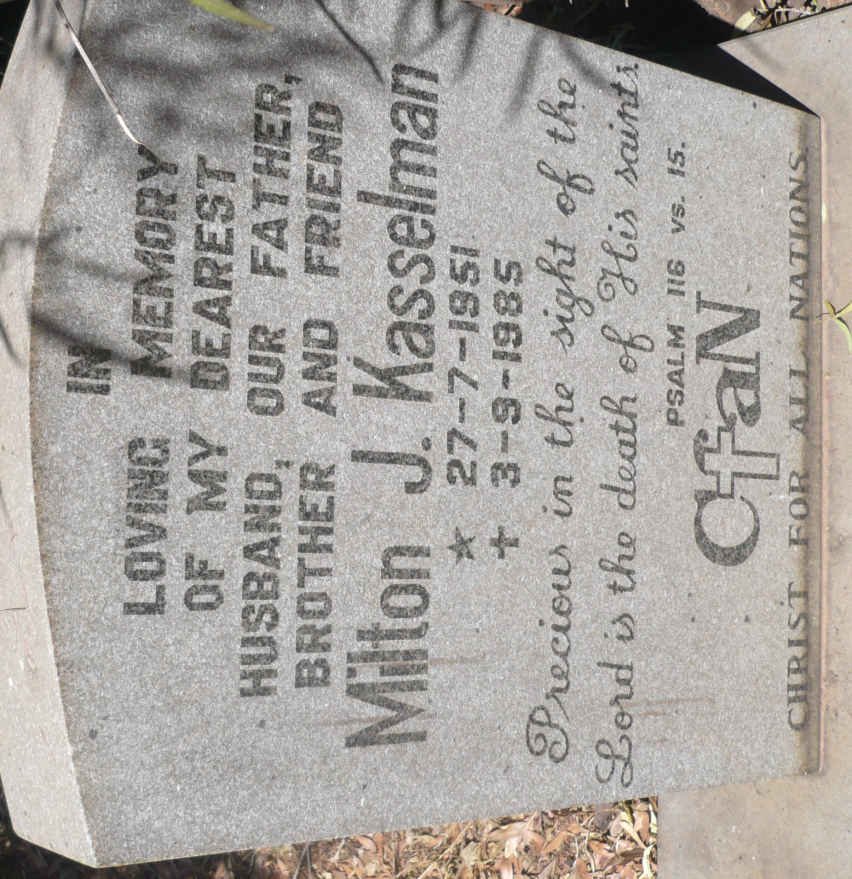 IN
LOVING MEMORY
OF MY DEAREST
HUSBAND, OUR FATHER,
BROTHER AND FRIEND
Milton J. Kasselman
★ 27-7-1951
✝ 3-9-1985
Precious in the sight of the
Lord is the death of His saints
PSALM 116 vs. 15.
CfaN
CHRIST FOR ALL NATIONS